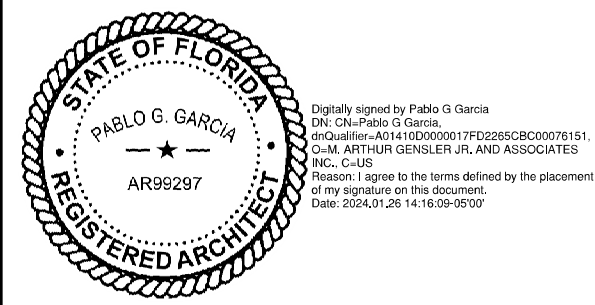 STATE OF FLORIDA
PABLO G. GARCIA
AR99297
REGISTERED ARCHITECT
Digitally signed by Pablo G Garcia
DN: CN=Pablo G Garcia,
dnQualifier=A01410D0000017FD2265CBC00076151,
O=M. ARTHUR GENSLER JR. AND ASSOCIATES
INC., C=US
Reason: I agree to the terms defined by the placement
of my signature on this document.
Date: 2024.01.26 14:16:09-05'00'